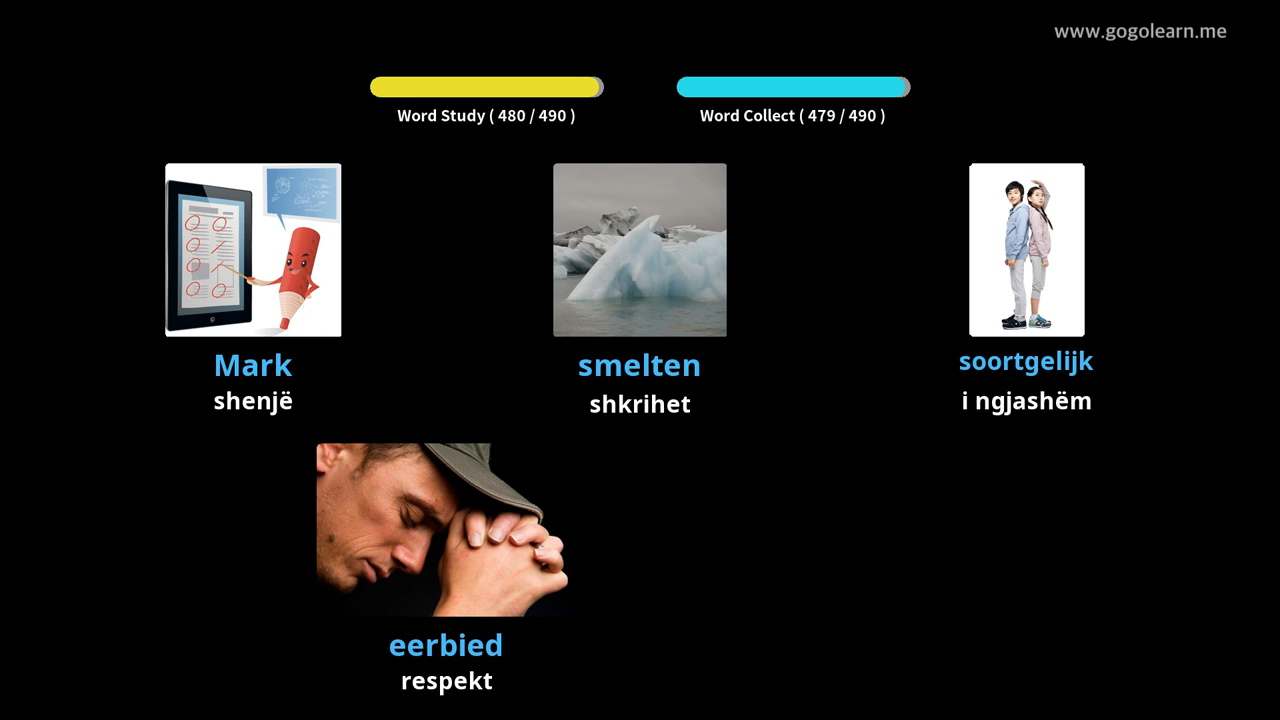 www.gogolearn.me
Word Study ( 480 / 490 )
Word Collect ( 479 / 490 )
Mark
shenjë
smelten
shkrihet
soortgelijk
i ngjashëm
eerbied
respekt